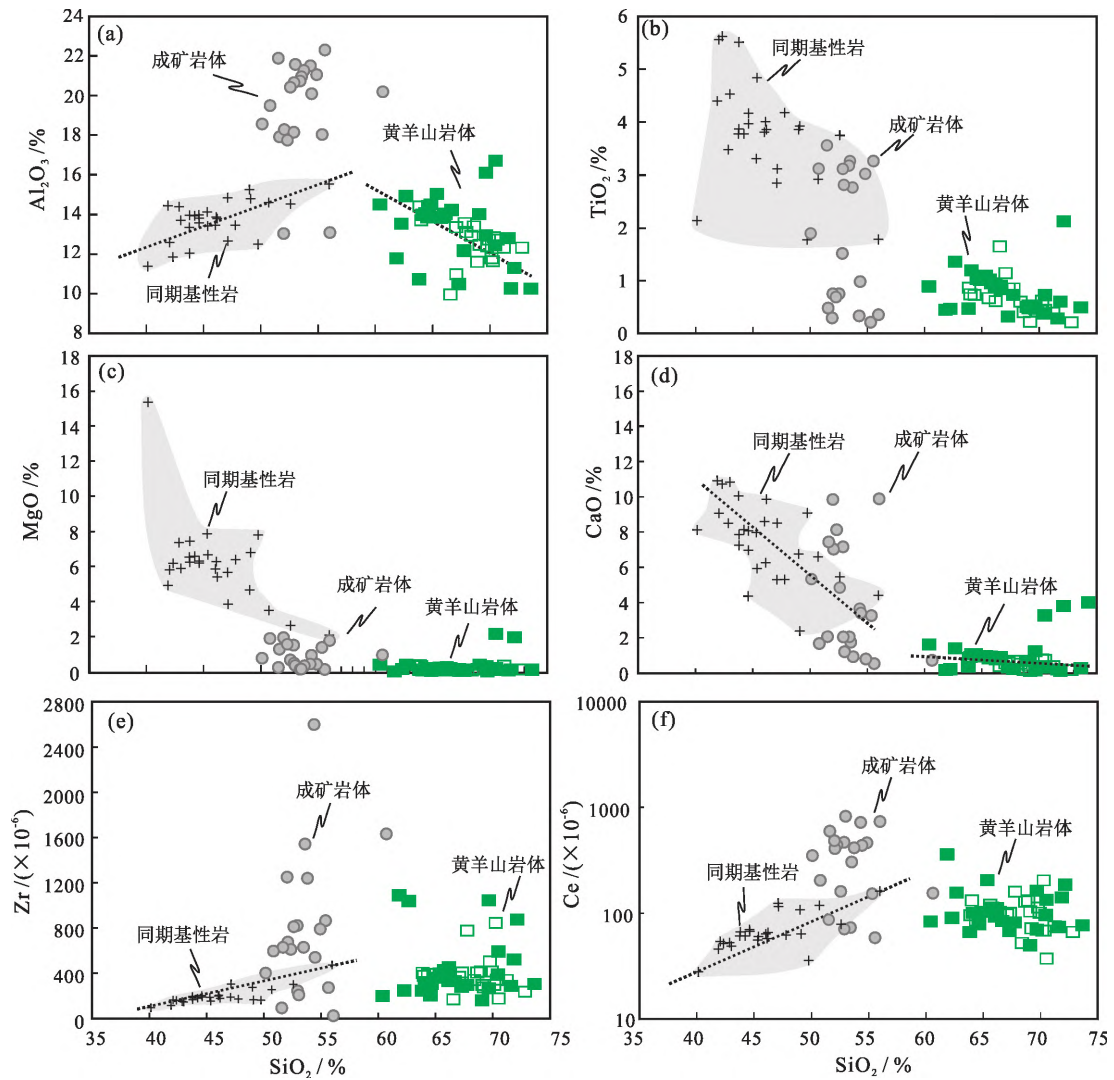 (a)
24
22
20
18
16
14
12
10
8
Al₂O₃/%
成矿岩体
黄羊山岩体
同期基性岩
(b)
6
5
4
3
2
1
0
TiO₂/%
同期基性岩
成矿岩体
黄羊山岩体
(c)
18
16
14
12
10
8
6
4
2
0
MgO/%
同期基性岩
成矿岩体
黄羊山岩体
(d)
18
16
14
12
10
8
6
4
2
0
CaO/%
同期基性岩
成矿岩体
黄羊山岩体
(e)
2800
2400
2000
1600
1200
800
400
0
Zr/(×10⁻⁶)
成矿岩体
黄羊山岩体
同期基性岩
35 40 45 50 55 60 65 70 75
SiO₂/%
(f)
10000
1000
100
10
Ce/(×10⁻⁶)
成矿岩体
黄羊山岩体
同期基性岩
35 40 45 50 55 60 65 70 75
SiO₂/%